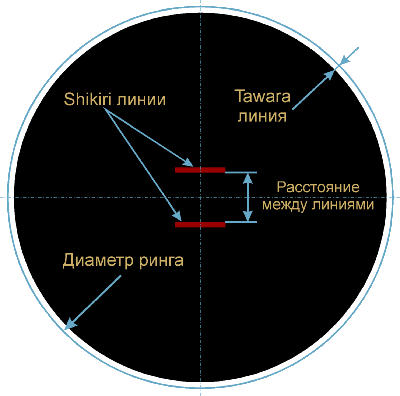 Shikiri линии
Tawara
линия
Расстояние
между линиями
Диаметр ринга